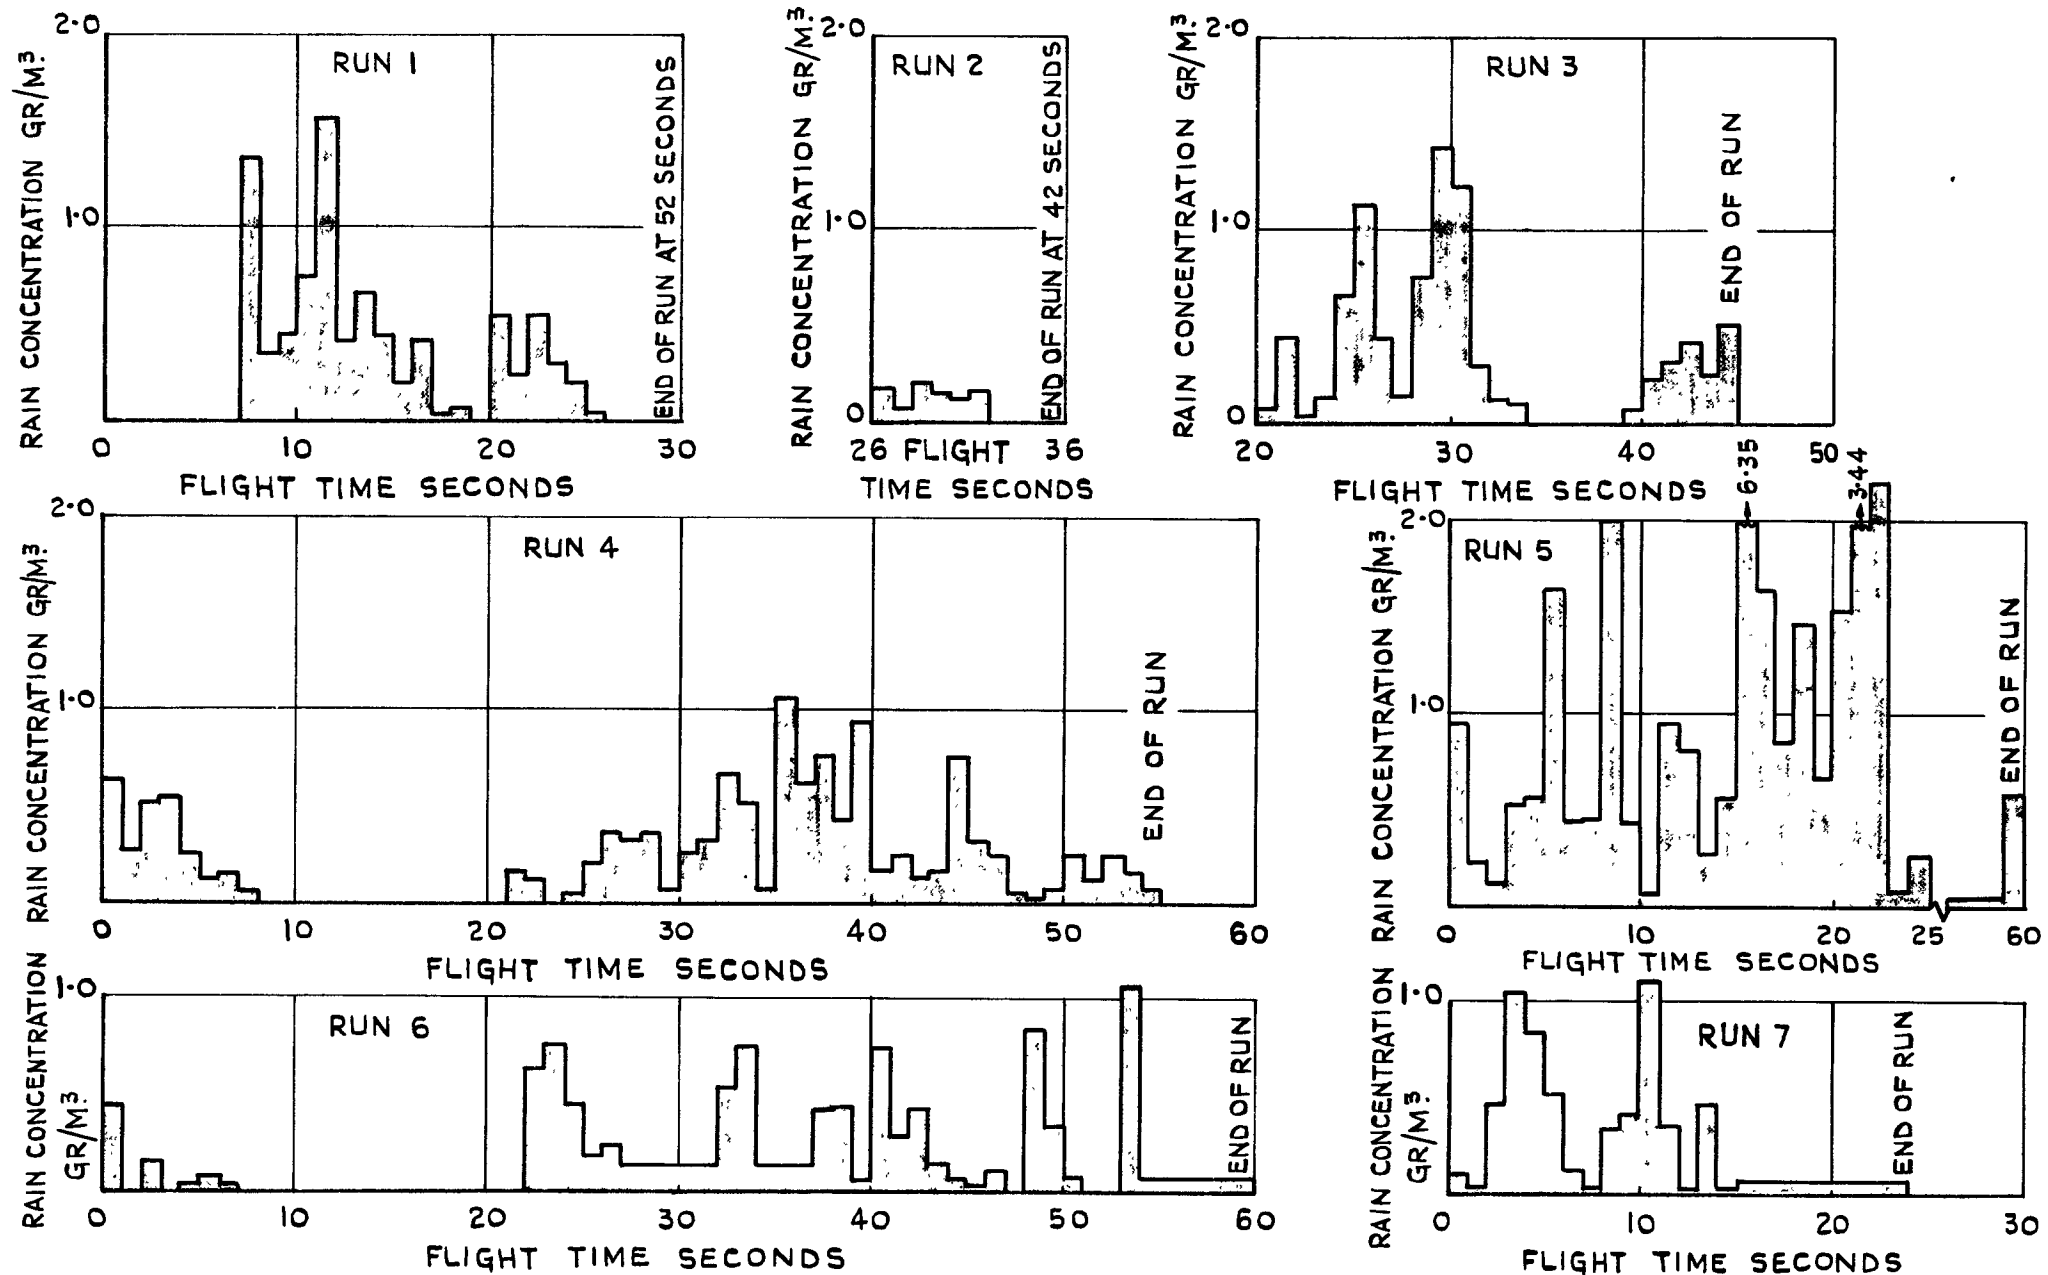 RAIN CONCENTRATION GR/M³.
2·0
1·0
RUN 1
END OF RUN AT 52 SECONDS
0 10 20 30
FLIGHT TIME SECONDS
RAIN CONCENTRATION GR/M³.
2·0
1·0
0
RUN 2
END OF RUN AT 42 SECONDS
26 FLIGHT 36
TIME SECONDS
RAIN CONCENTRATION GR/M³.
2·0
1·0
0
RUN 3
END OF RUN
20 30 40 50
FLIGHT TIME SECONDS
RAIN CONCENTRATION GR/M³
2·0
1·0
RUN 4
END OF RUN
0 10 20 30 40 50 60
FLIGHT TIME SECONDS
RAIN CONCENTRATION GR/M³.
2·0
1·0
RUN 5
6·35
3·44
END OF RUN
0 10 20 25 60
FLIGHT TIME SECONDS
RAIN CONCENTRATION
GR/M³.
1·0
RUN 6
END OF RUN
0 10 20 30 40 50 60
FLIGHT TIME SECONDS
RAIN CONCENTRATION
GR/M³.
1·0
RUN 7
END OF RUN
0 10 20 30
FLIGHT TIME SECONDS